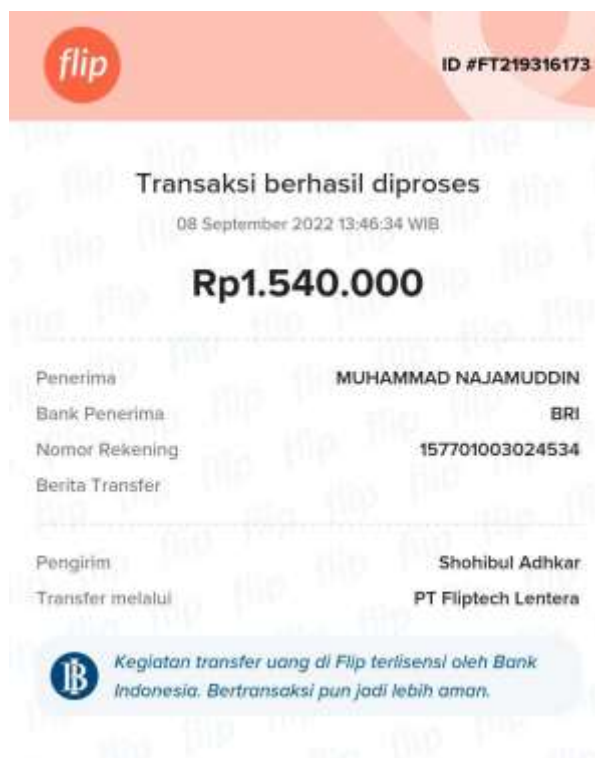 flip
ID #FT219316173
Transaksi berhasil diproses
08 September 2022 13:46:34 WIB
Rp1.540.000
Penerima MUHAMMAD NAJAMUDDIN
Bank Penerima BRI
Nomor Rekening 157701003024534
Berita Transfer
Pengirim Shohibul Adhkar
Transfer melalui PT Fliptech Lentera
Kegiatan transfer uang di Flip terlisensi oleh Bank
Indonesia. Bertransaksi pun jadi lebih aman.